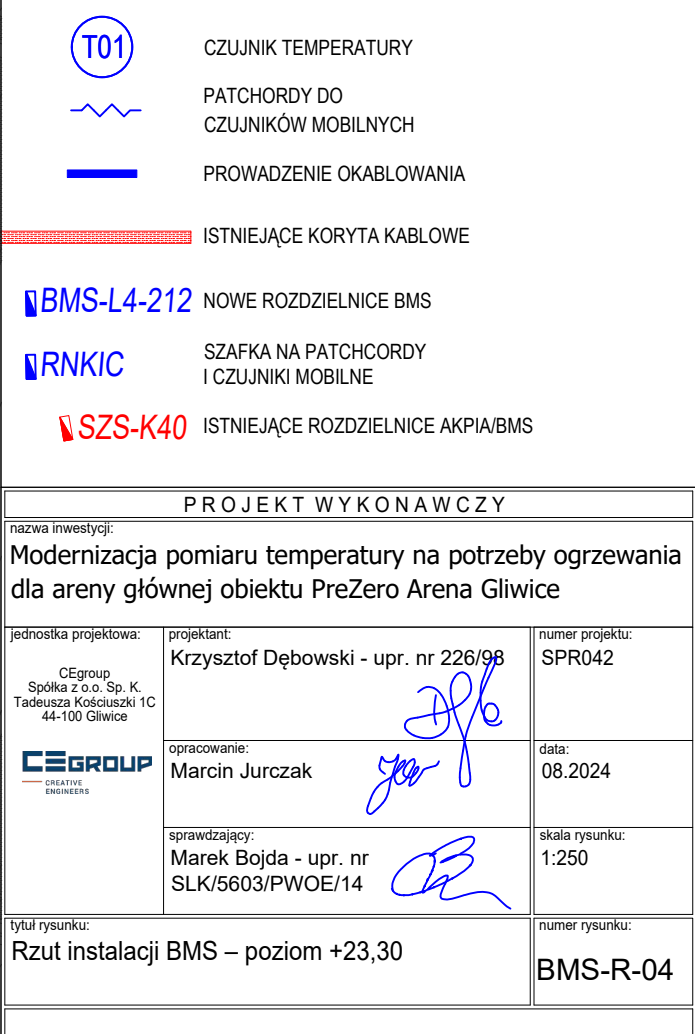 T01
CZUJNIK TEMPERATURY
PATCHORDY DO
CZUJNIKÓW MOBILNYCH
PROWADZENIE OKABLOWANIA
ISTNIEJĄCE KORYTA KABLOWE
BMS-L4-212
NOWE ROZDZIELNICE BMS
RNKIC
SZAFKA NA PATCHCORDY
I CZUJNIKI MOBILNE
SZS-K40
ISTNIEJĄCE ROZDZIELNICE AKPIA/BMS
PROJEKT WYKONAWCZY
nazwa inwestycji:
Modernizacja pomiaru temperatury na potrzeby ogrzewania
dla areny głównej obiektu PreZero Arena Gliwice
jednostka projektowa:
CEgroup
Spółka z o.o. Sp. K.
Tadeusza Kościuszki 1C
44-100 Gliwice
CEGROUP
CREATIVE
ENGINEERS
projektant:
Krzysztof Dębowski - upr. nr 226/98
numer projektu:
SPR042
opracowanie:
Marcin Jurczak
data:
08.2024
sprawdzający:
Marek Bojda - upr. nr
SLK/5603/PWOE/14
skala rysunku:
1:250
tytuł rysunku:
Rzut instalacji BMS – poziom +23,30
numer rysunku:
BMS-R-04